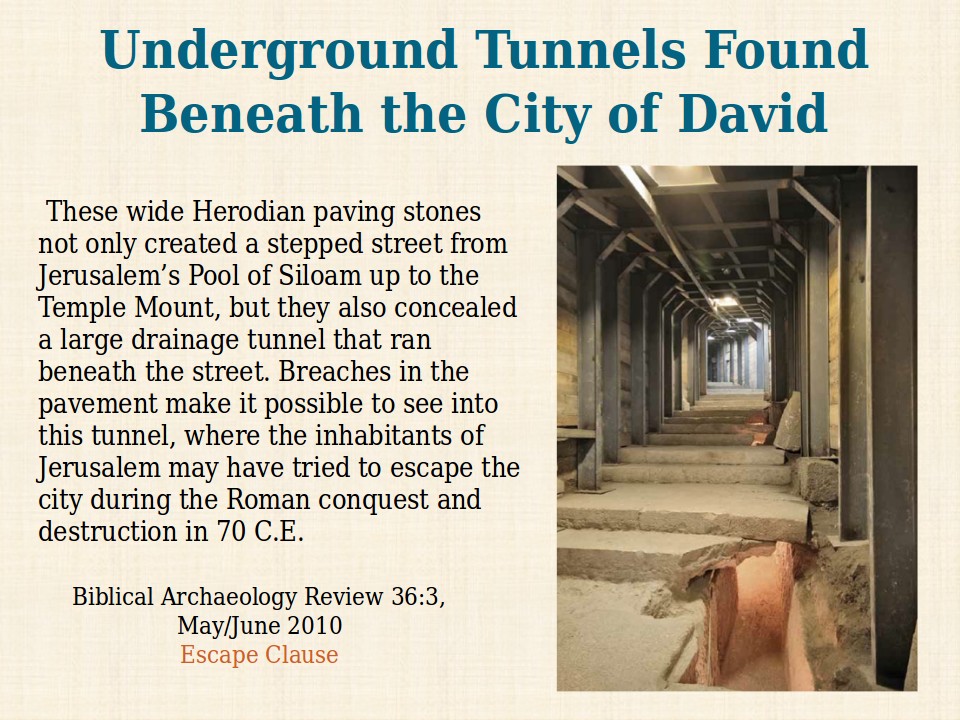 Underground Tunnels Found
Beneath the City of David
These wide Herodian paving stones
not only created a stepped street from
Jerusalem’s Pool of Siloam up to the
Temple Mount, but they also concealed
a large drainage tunnel that ran
beneath the street. Breaches in the
pavement make it possible to see into
this tunnel, where the inhabitants of
Jerusalem may have tried to escape the
city during the Roman conquest and
destruction in 70 C.E.
Biblical Archaeology Review 36:3,
May/June 2010
Escape Clause